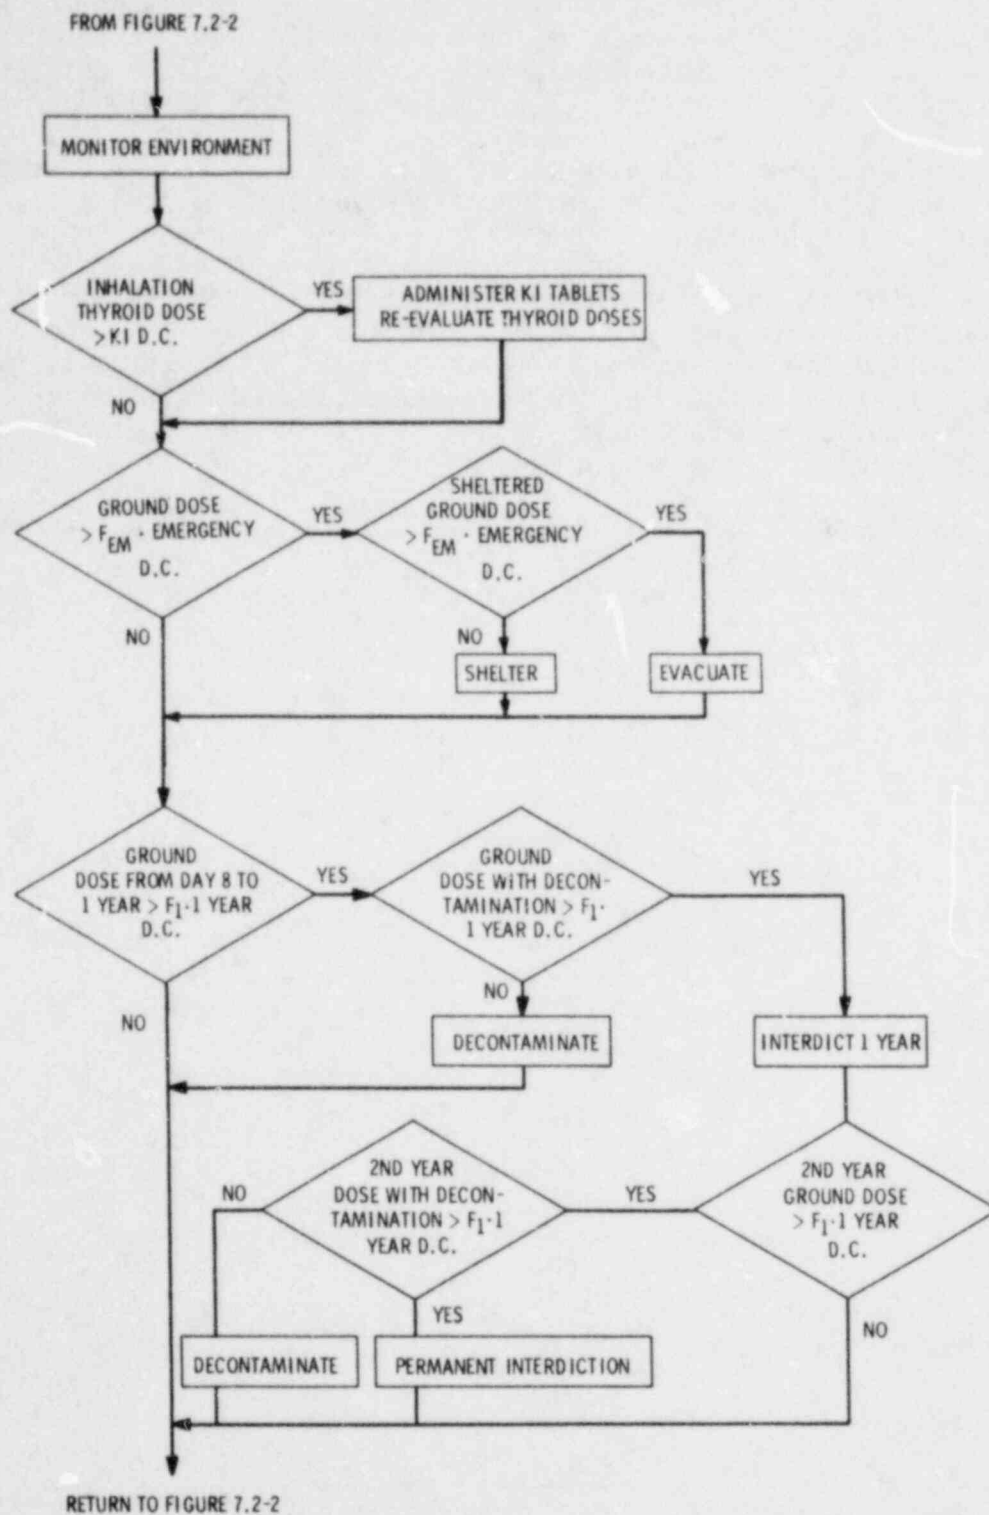 FROM FIGURE 7.2-2
MONITOR ENVIRONMENT
INHALATION
THYROID DOSE
>KI D.C.
YES
ADMINISTER KI TABLETS
RE-EVALUATE THYROID DOSES
NO
GROUND DOSE
> F_EM · EMERGENCY
D.C.
YES
SHELTERED
GROUND DOSE
> F_EM · EMERGENCY
D.C.
YES
NO
NO
SHELTER
EVACUATE
GROUND
DOSE FROM DAY 8 TO
1 YEAR > F₁·1 YEAR
D.C.
YES
GROUND
DOSE WITH DECON-
TAMINATION > F₁·
1 YEAR D.C.
YES
NO
NO
DECONTAMINATE
INTERDICT 1 YEAR
2ND YEAR
DOSE WITH DECON-
TAMINATION > F₁·1
YEAR D.C.
NO
YES
2ND YEAR
GROUND DOSE
> F₁·1 YEAR
D.C.
YES
NO
DECONTAMINATE
PERMANENT INTERDICTION
RETURN TO FIGURE 7.2-2